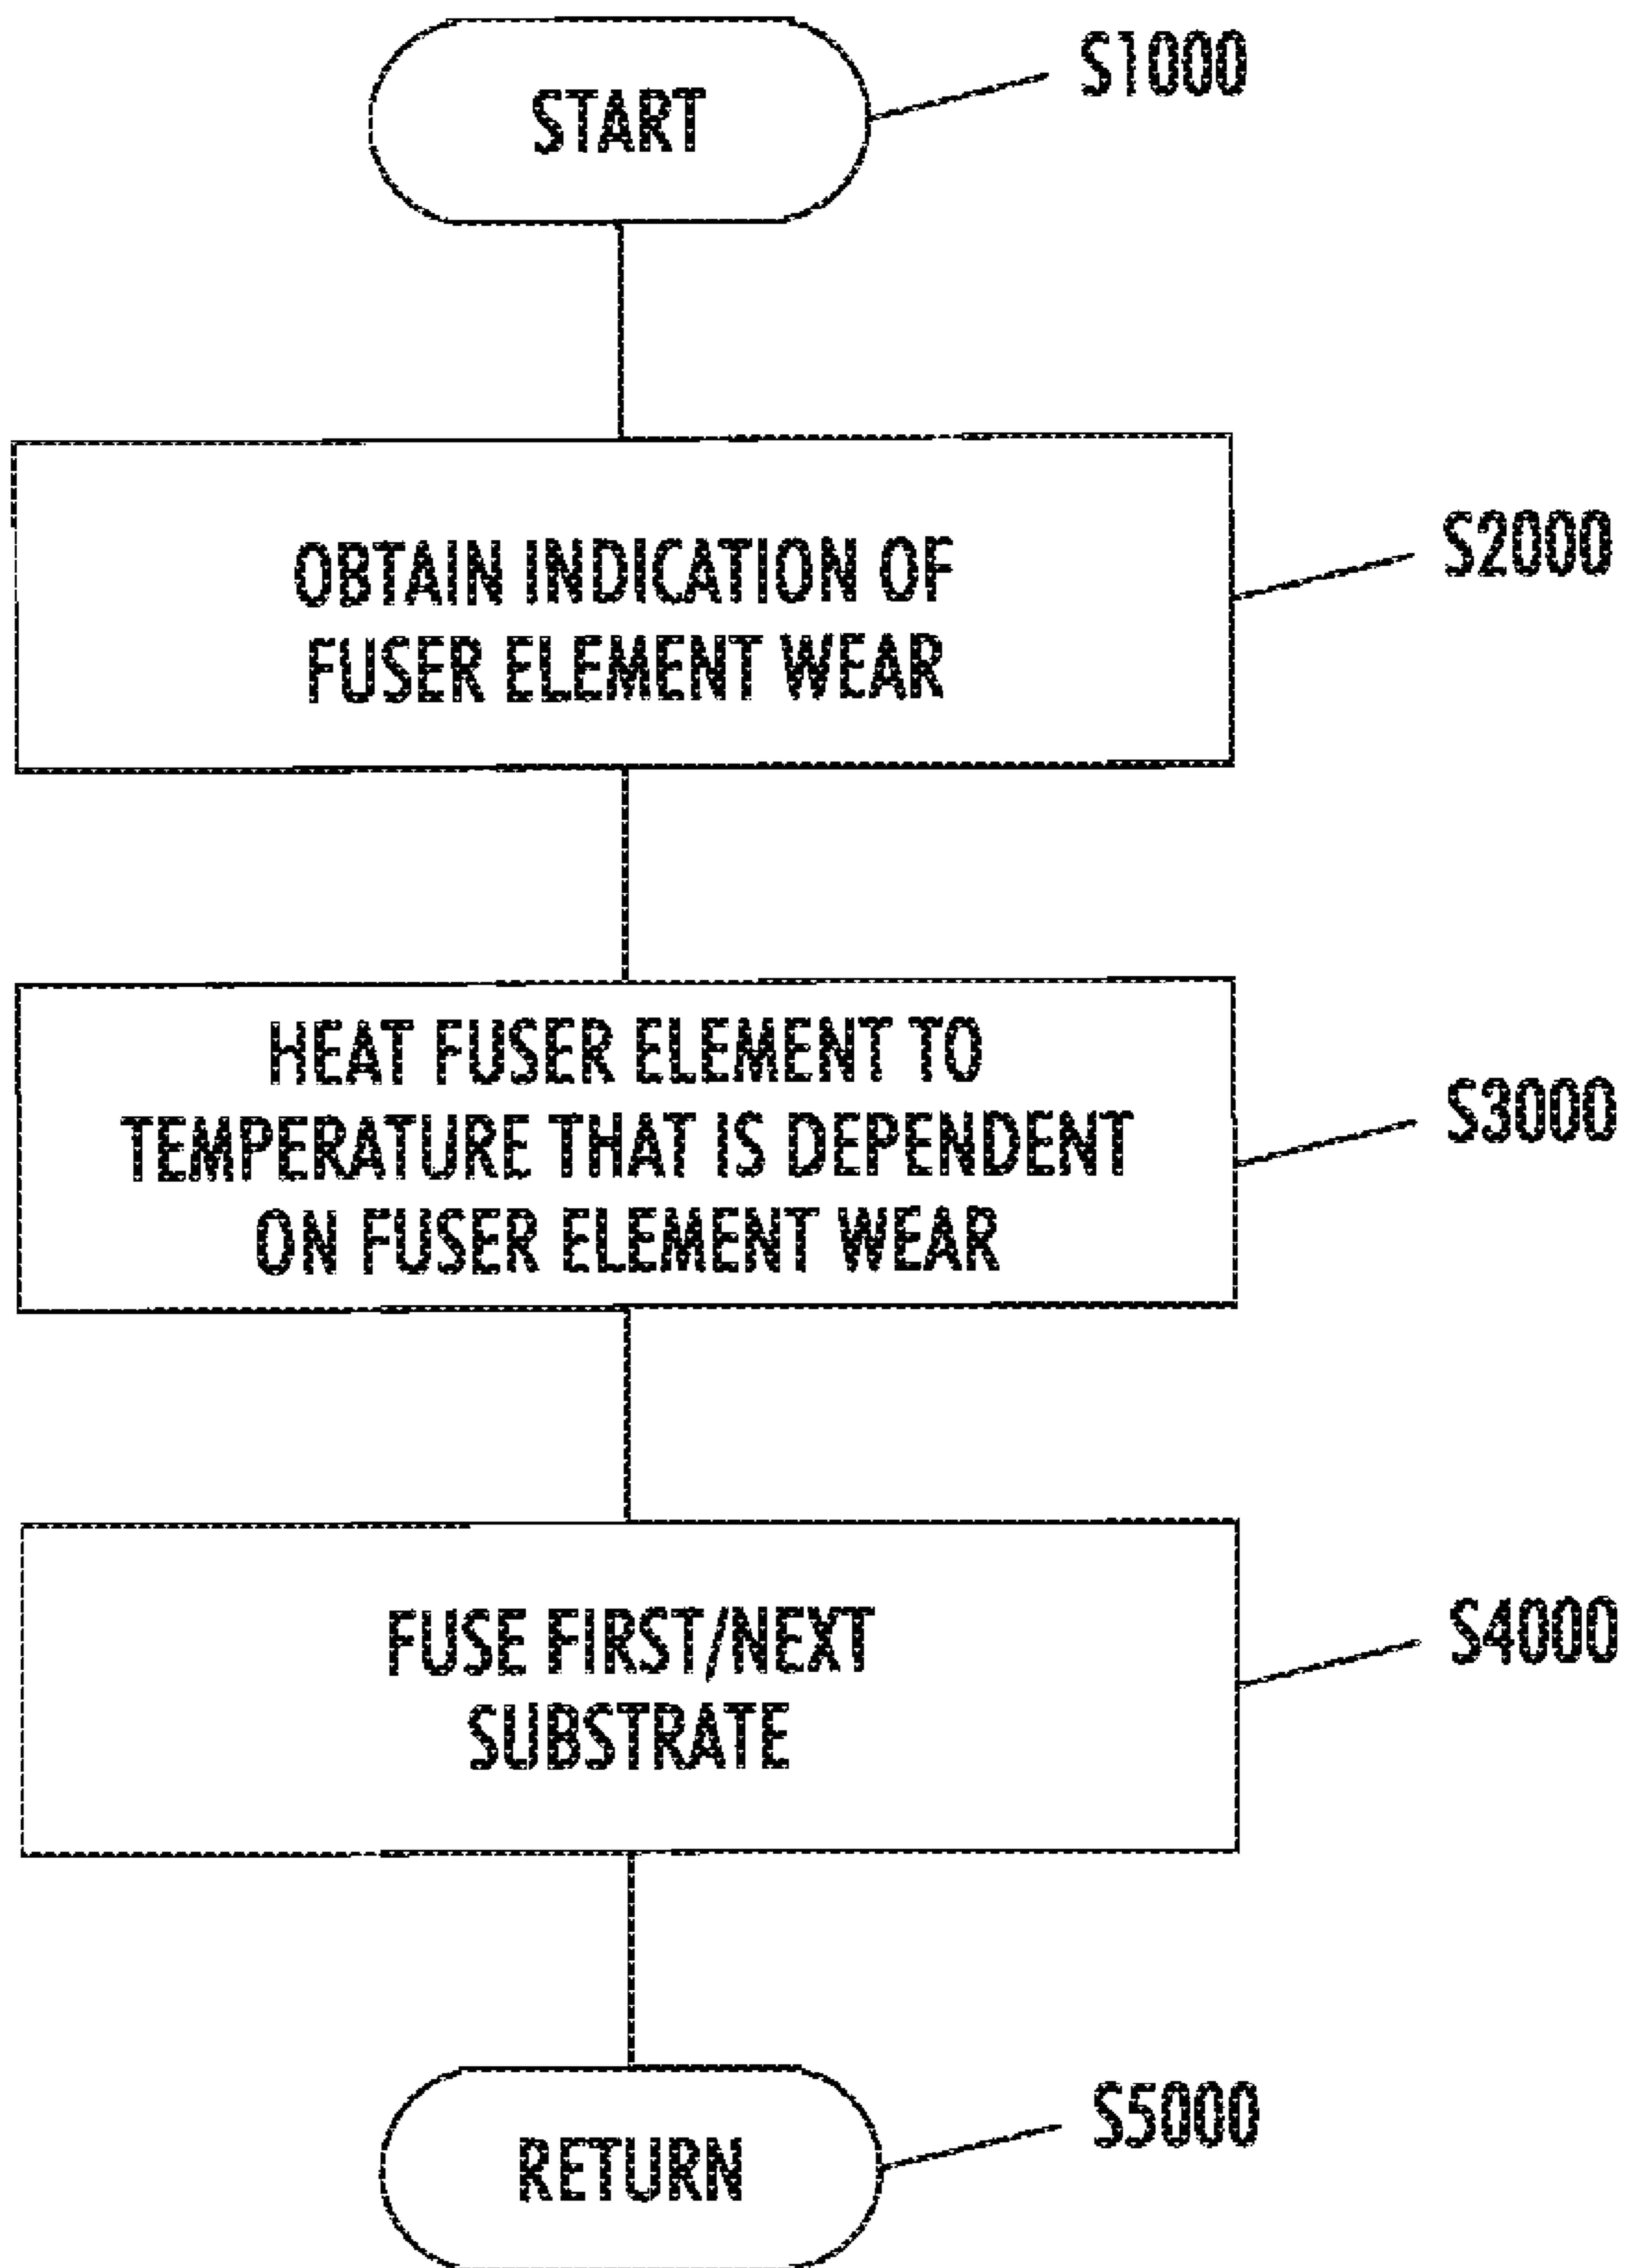 START
S1000
OBTAIN INDICATION OF
FUSER ELEMENT WEAR
S2000
HEAT FUSER ELEMENT TO
TEMPERATURE THAT IS DEPENDENT
ON FUSER ELEMENT WEAR
S3000
FUSE FIRST/NEXT
SUBSTRATE
S4000
RETURN
S5000